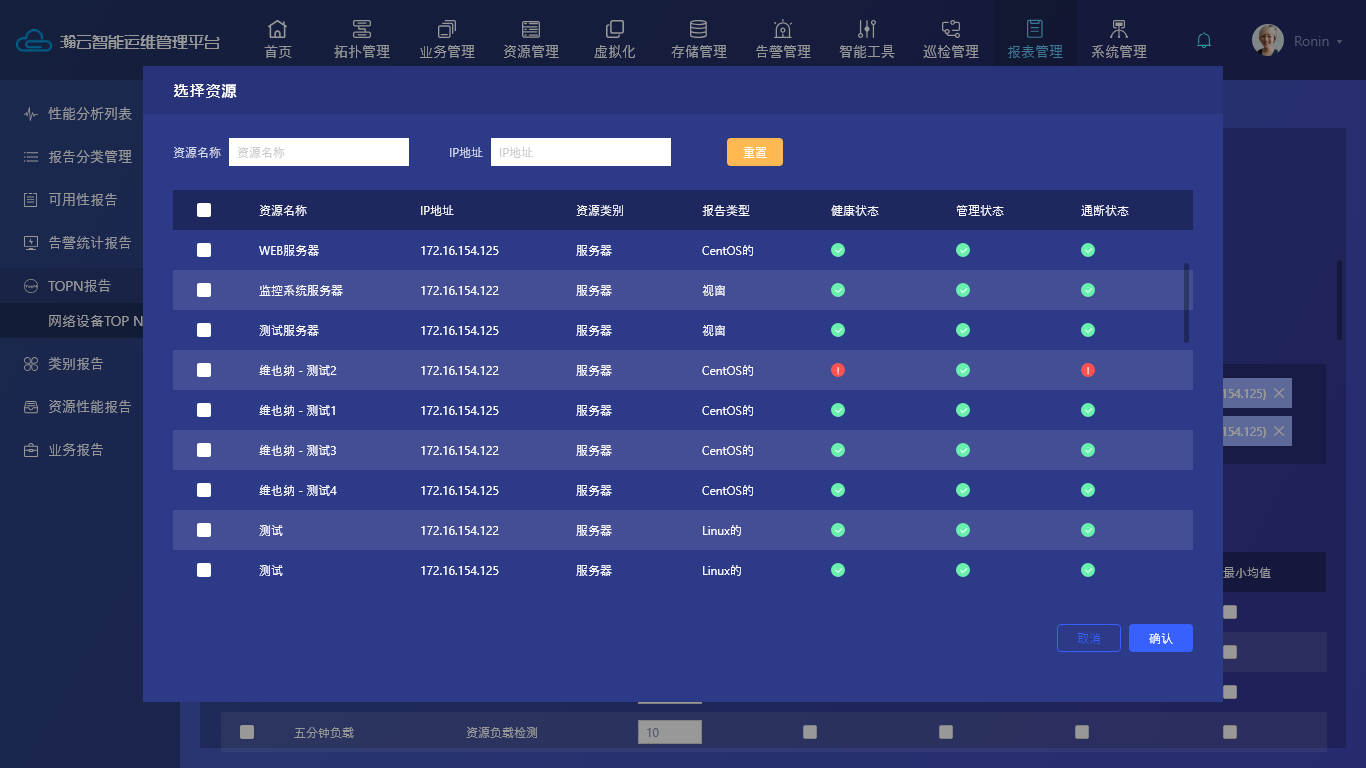 瀚云智能运维管理平台
首页 拓扑管理 业务管理 资源管理 虚拟化 存储管理 告警管理 智能工具 巡检管理 报表管理 系统管理 Ronin
性能分析列表
报告分类管理
可用性报告
告警统计报告
TOPN报告
网络设备TOP N
类别报告
资源性能报告
业务报告
选择资源
资源名称 资源名称 IP地址 IP地址 重置
资源名称 IP地址 资源类别 报告类型 健康状态 管理状态 通断状态
WEB服务器 172.16.154.125 服务器 CentOS的
监控系统服务器 172.16.154.122 服务器 视窗
测试服务器 172.16.154.125 服务器 视窗
维也纳 - 测试2 172.16.154.122 服务器 CentOS的
维也纳 - 测试1 172.16.154.125 服务器 CentOS的
维也纳 - 测试3 172.16.154.122 服务器 CentOS的
维也纳 - 测试4 172.16.154.125 服务器 CentOS的
测试 172.16.154.122 服务器 Linux的
测试 172.16.154.125 服务器 Linux的
取消 确认
154.125)
154.125)
最小均值
五分钟负载 资源负载检测 10